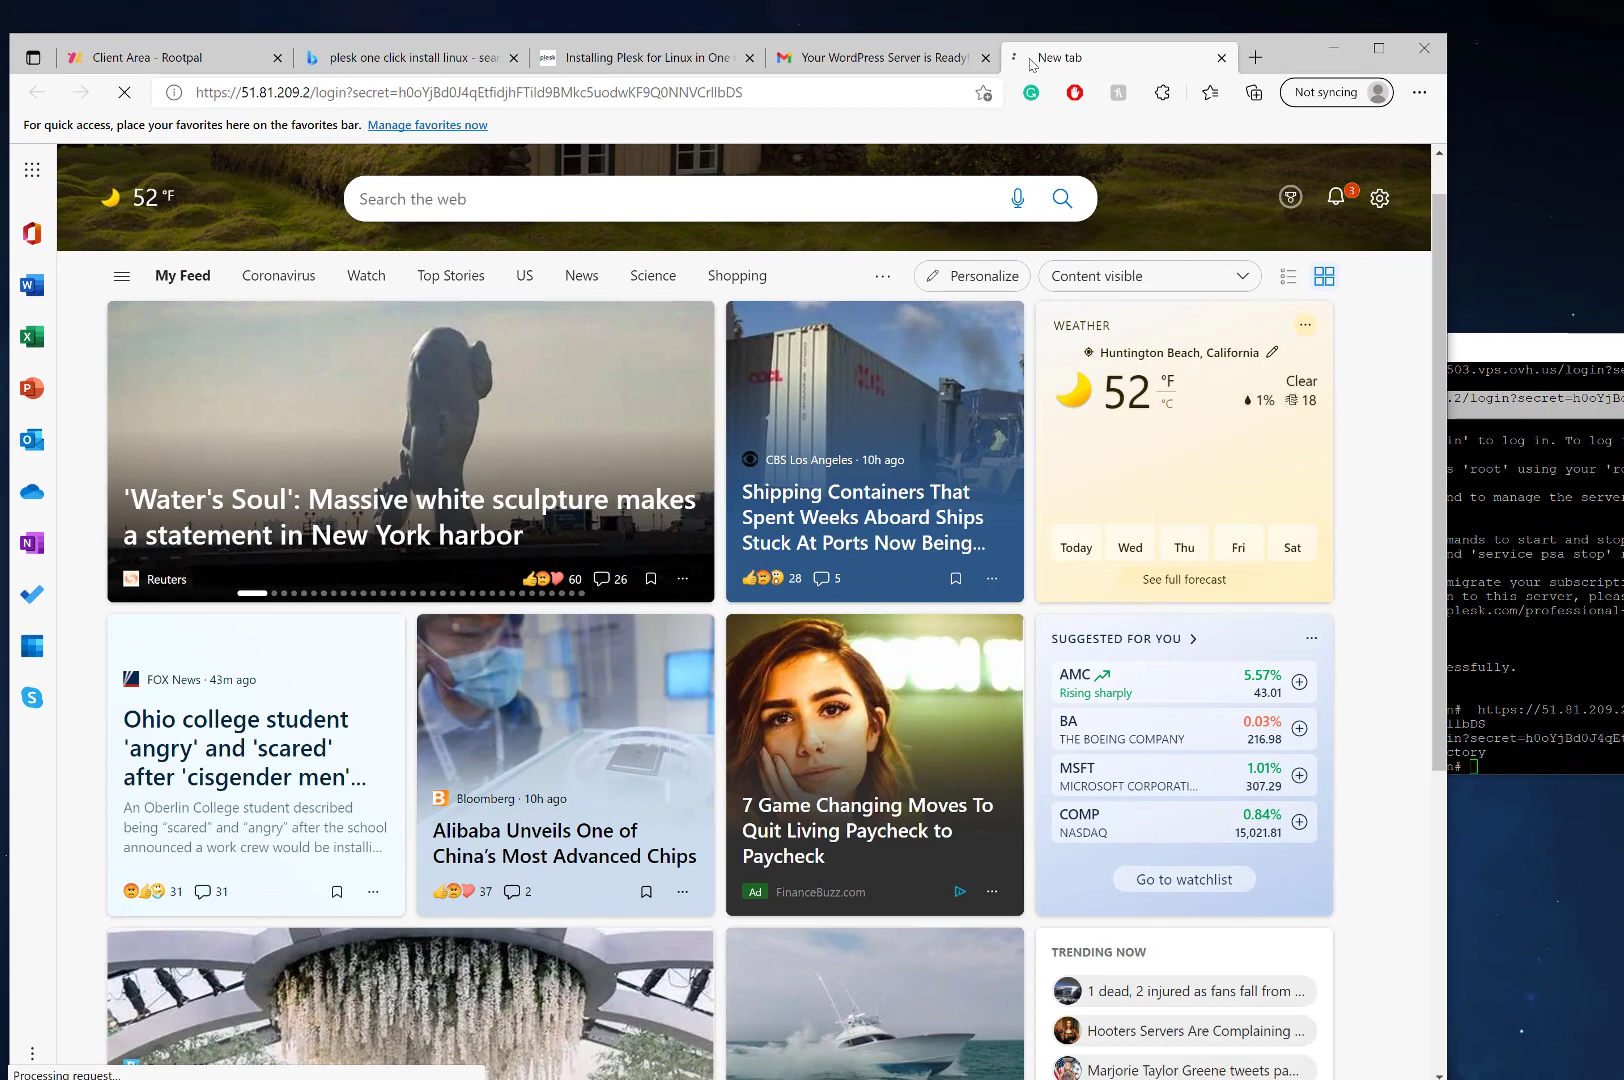 Client Area - Rootpal
plesk one click install linux - sear
Installing Plesk for Linux in One
Your WordPress Server is Ready!
New tab
https://51.81.209.2/login?secret=h0oYjBd0J4qEtfidjhFTiId9BMkc5uodwKF9Q0NNVCrIIbDS
Not syncing
For quick access, place your favorites here on the favorites bar. Manage favorites now
52 °F
Search the web
3
My Feed
Coronavirus
Watch
Top Stories
US
News
Science
Shopping
Personalize
Content visible
'Water's Soul': Massive white sculpture makes
a statement in New York harbor
Reuters
60
26
CBS Los Angeles · 10h ago
Shipping Containers That
Spent Weeks Aboard Ships
Stuck At Ports Now Being...
28
5
WEATHER
Huntington Beach, California
52
°F
°C
Clear
1%
18
Today
Wed
Thu
Fri
Sat
See full forecast
FOX News · 43m ago
Ohio college student
'angry' and 'scared'
after 'cisgender men'...
An Oberlin College student described
being "scared" and "angry" after the school
announced a work crew would be installi...
31
31
Bloomberg · 10h ago
Alibaba Unveils One of
China's Most Advanced Chips
37
2
7 Game Changing Moves To
Quit Living Paycheck to
Paycheck
Ad
FinanceBuzz.com
SUGGESTED FOR YOU
AMC
5.57%
Rising sharply
43.01
BA
0.03%
THE BOEING COMPANY
216.98
MSFT
1.01%
MICROSOFT CORPORATI...
307.29
COMP
0.84%
NASDAQ
15,021.81
Go to watchlist
TRENDING NOW
1 dead, 2 injured as fans fall from ...
Hooters Servers Are Complaining ...
Marjorie Taylor Greene tweets pa...
Processing request...
503.vps.ovh.us/login?se
.2/login?secret=h0oYjBd
in' to log in. To log i
s 'root' using your 'ro
nd to manage the server
mands to start and stop
nd 'service psa stop' r
migrate your subscripti
n to this server, pleas
plesk.com/professional-
essfully.
n# https://51.81.209.2
llbDS
in?secret=h0oYjBd0J4qEt
ctory
n#